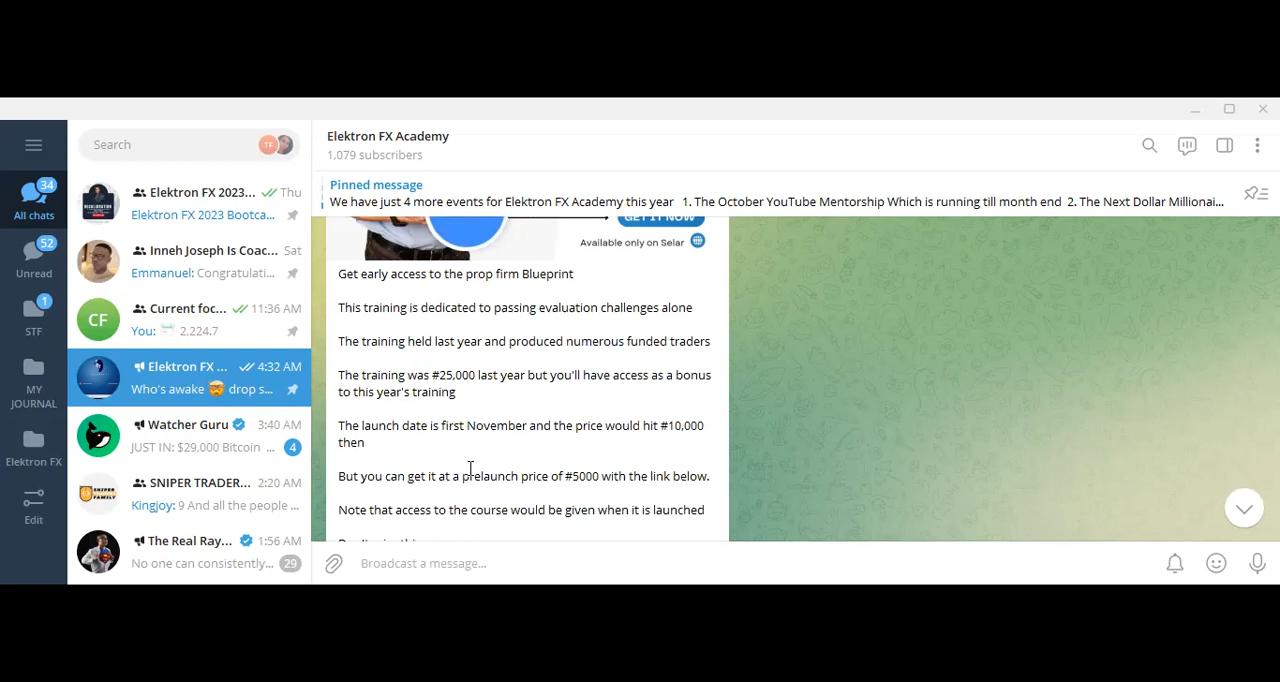 Search
TF
34
All chats
52
Unread
1
STF
MY
JOURNAL
Elektron FX
Edit
Elektron FX 2023... Thu
Elektron FX 2023 Bootca...
Inneh Joseph Is Coac... Sat
Emmanuel: Congratulati...
CF
Current foc... 11:36 AM
You: 2,224.7
Elektron FX ... 4:32 AM
Who's awake 🤯 drop s...
Watcher Guru 3:40 AM
JUST IN: $29,000 Bitcoin ... 4
SNIPER TRADER... 2:20 AM
Kingjoy: 9 And all the people ...
The Real Ray... 1:56 AM
No one can consistently... 29
Elektron FX Academy
1,079 subscribers
Pinned message
We have just 4 more events for Elektron FX Academy this year 1. The October YouTube Mentorship Which is running till month end 2. The Next Dollar Millionai...
GET IT NOW
Available only on Selar
Get early access to the prop firm Blueprint
This training is dedicated to passing evaluation challenges alone
The training held last year and produced numerous funded traders
The training was #25,000 last year but you'll have access as a bonus
to this year's training
The launch date is first November and the price would hit #10,000
then
But you can get it at a prelaunch price of #5000 with the link below.
Note that access to the course would be given when it is launched
Broadcast a message...